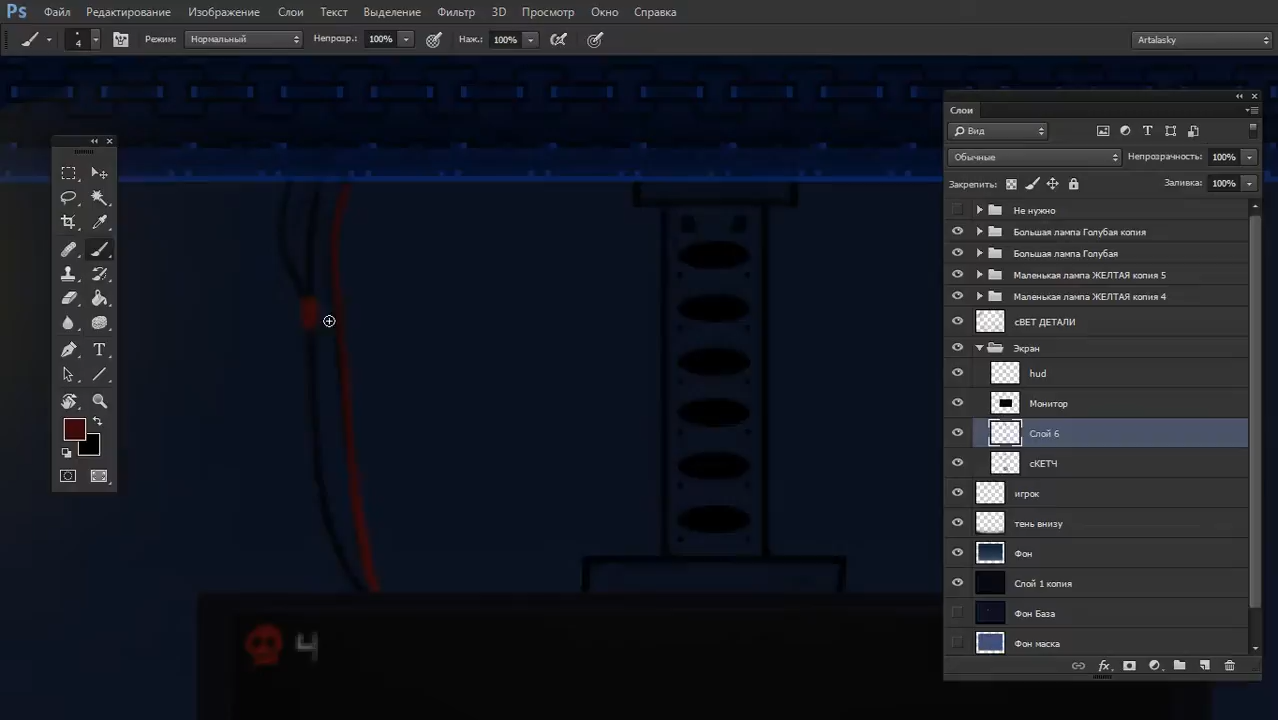 Ps Файл Редактирование Изображение Слои Текст Выделение Фильтр 3D Просмотр Окно Справка
4 Режим: Нормальный Непрозр.: 100% Наж.: 100% Artalasky
Слои
Вид
Обычные Непрозрачность: 100%
Закрепить: Заливка: 100%
Не нужно
Большая лампа Голубая копия
Большая лампа Голубая
Маленькая лампа ЖЕЛТАЯ копия 5
Маленькая лампа ЖЕЛТАЯ копия 4
сВЕТ ДЕТАЛИ
Экран
hud
Монитор
Слой 6
сКЕТЧ
игрок
тень внизу
Фон
Слой 1 копия
Фон База
Фон маска
4